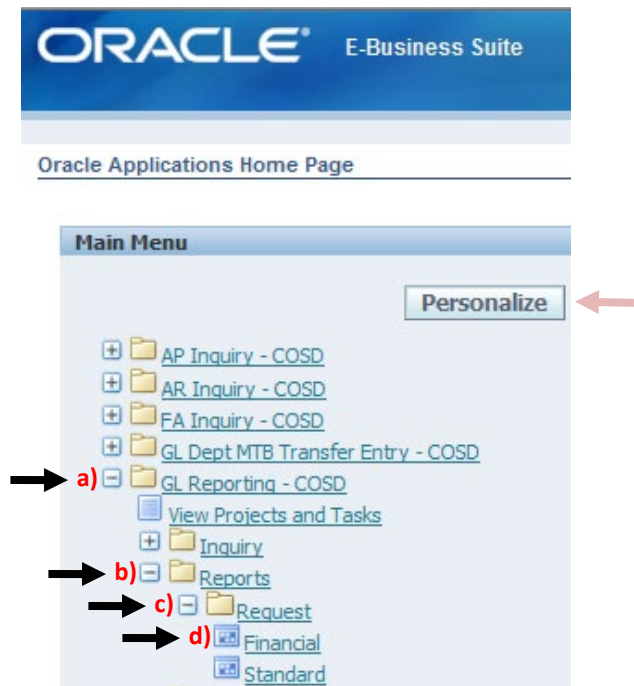 ORACLE® E-Business Suite
Oracle Applications Home Page
Main Menu
Personalize
AP Inquiry - COSD
AR Inquiry - COSD
FA Inquiry - COSD
GL Dept MTB Transfer Entry - COSD
a) GL Reporting - COSD
View Projects and Tasks
Inquiry
b) Reports
c) Request
d) Financial
Standard